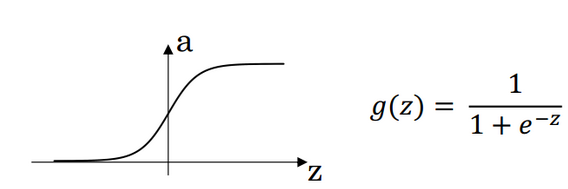 a
z
g(z) = 1 / (1 + e^{-z})